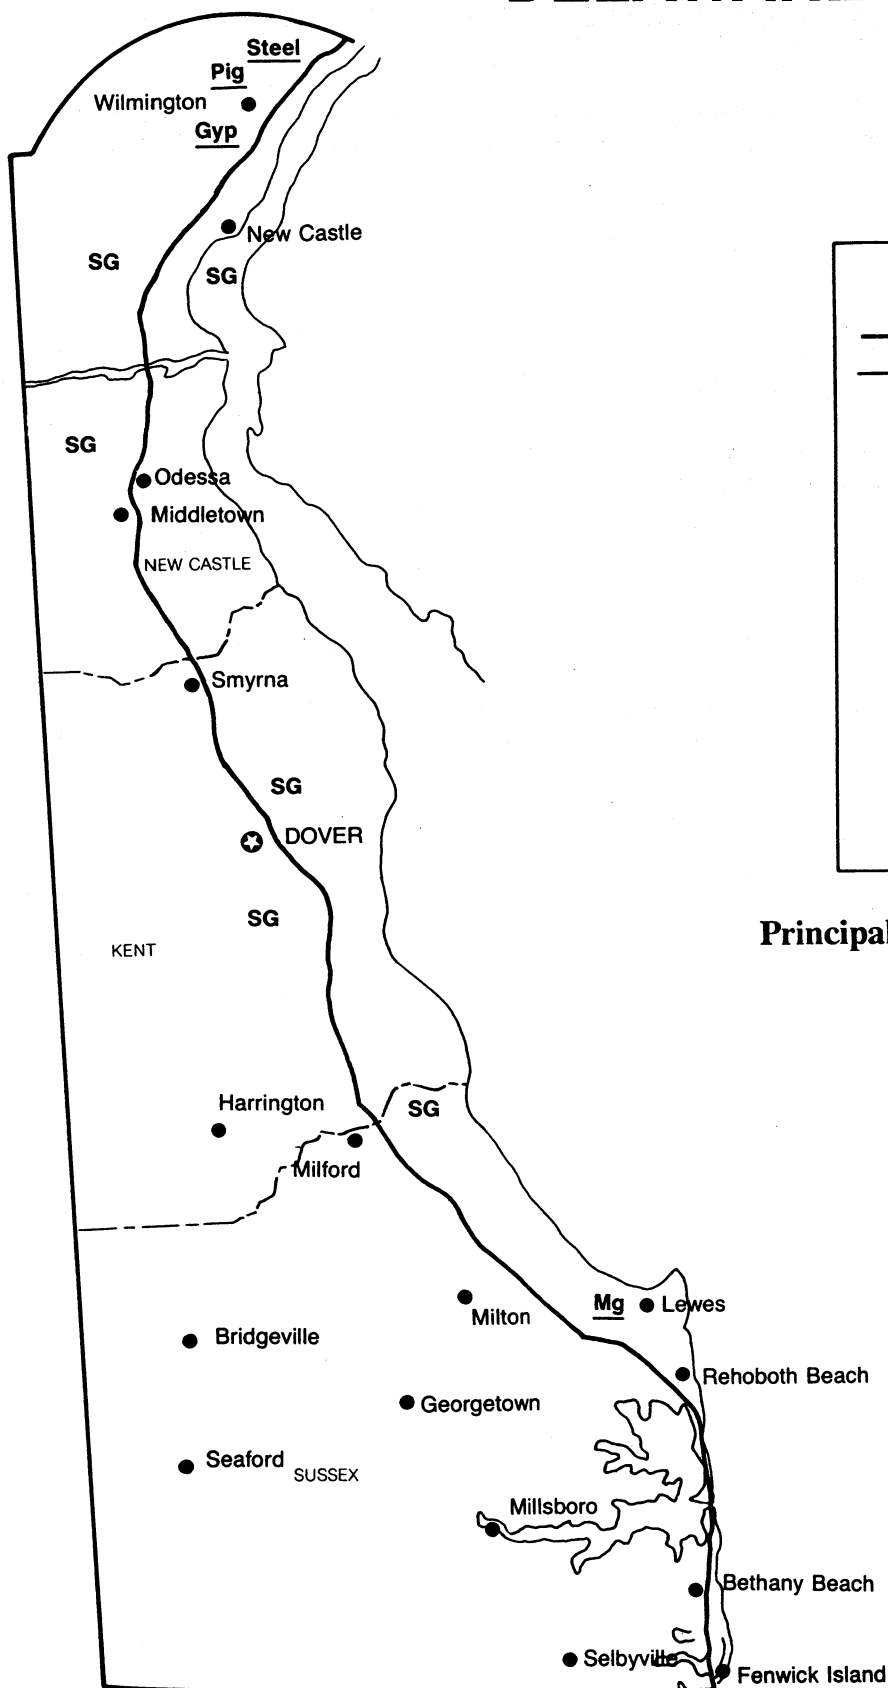 Steel
Pig
Wilmington
Gyp
New Castle
SG
SG
SG
Odessa
Middletown
NEW CASTLE
Smyrna
SG
DOVER
SG
KENT
Harrington
SG
Milford
Mg
Lewes
Milton
Bridgeville
Rehoboth Beach
Georgetown
Seaford
SUSSEX
Millsboro
Bethany Beach
Selbyville
Fenwick Island
Principal